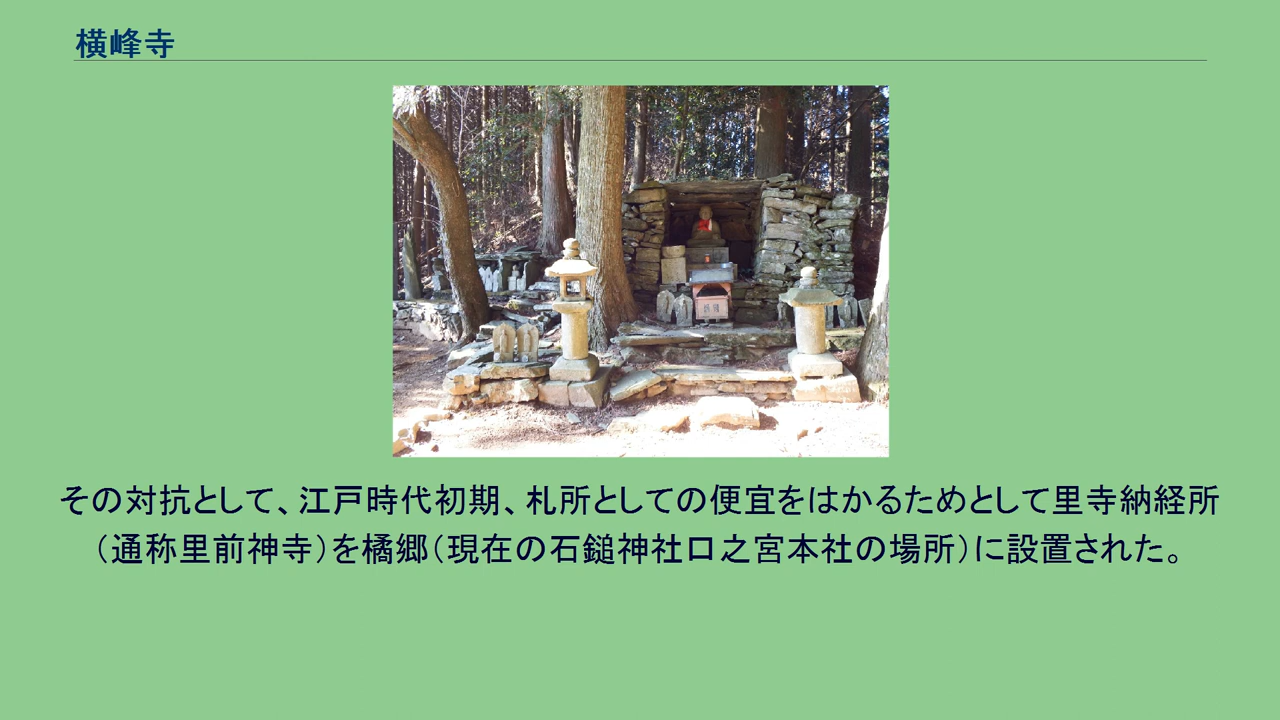 横峰寺
その対抗として、江戸時代初期、札所としての便宜をはかるためとして里寺納経所
（通称里前神寺）を橘郷（現在の石鎚神社口之宮本社の場所）に設置された。